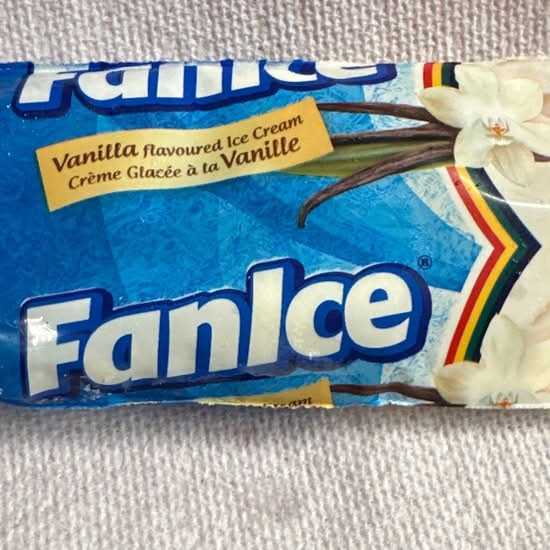 FanIce
Vanilla flavoured Ice Cream
Crème Glacée à la Vanille
FanIce®